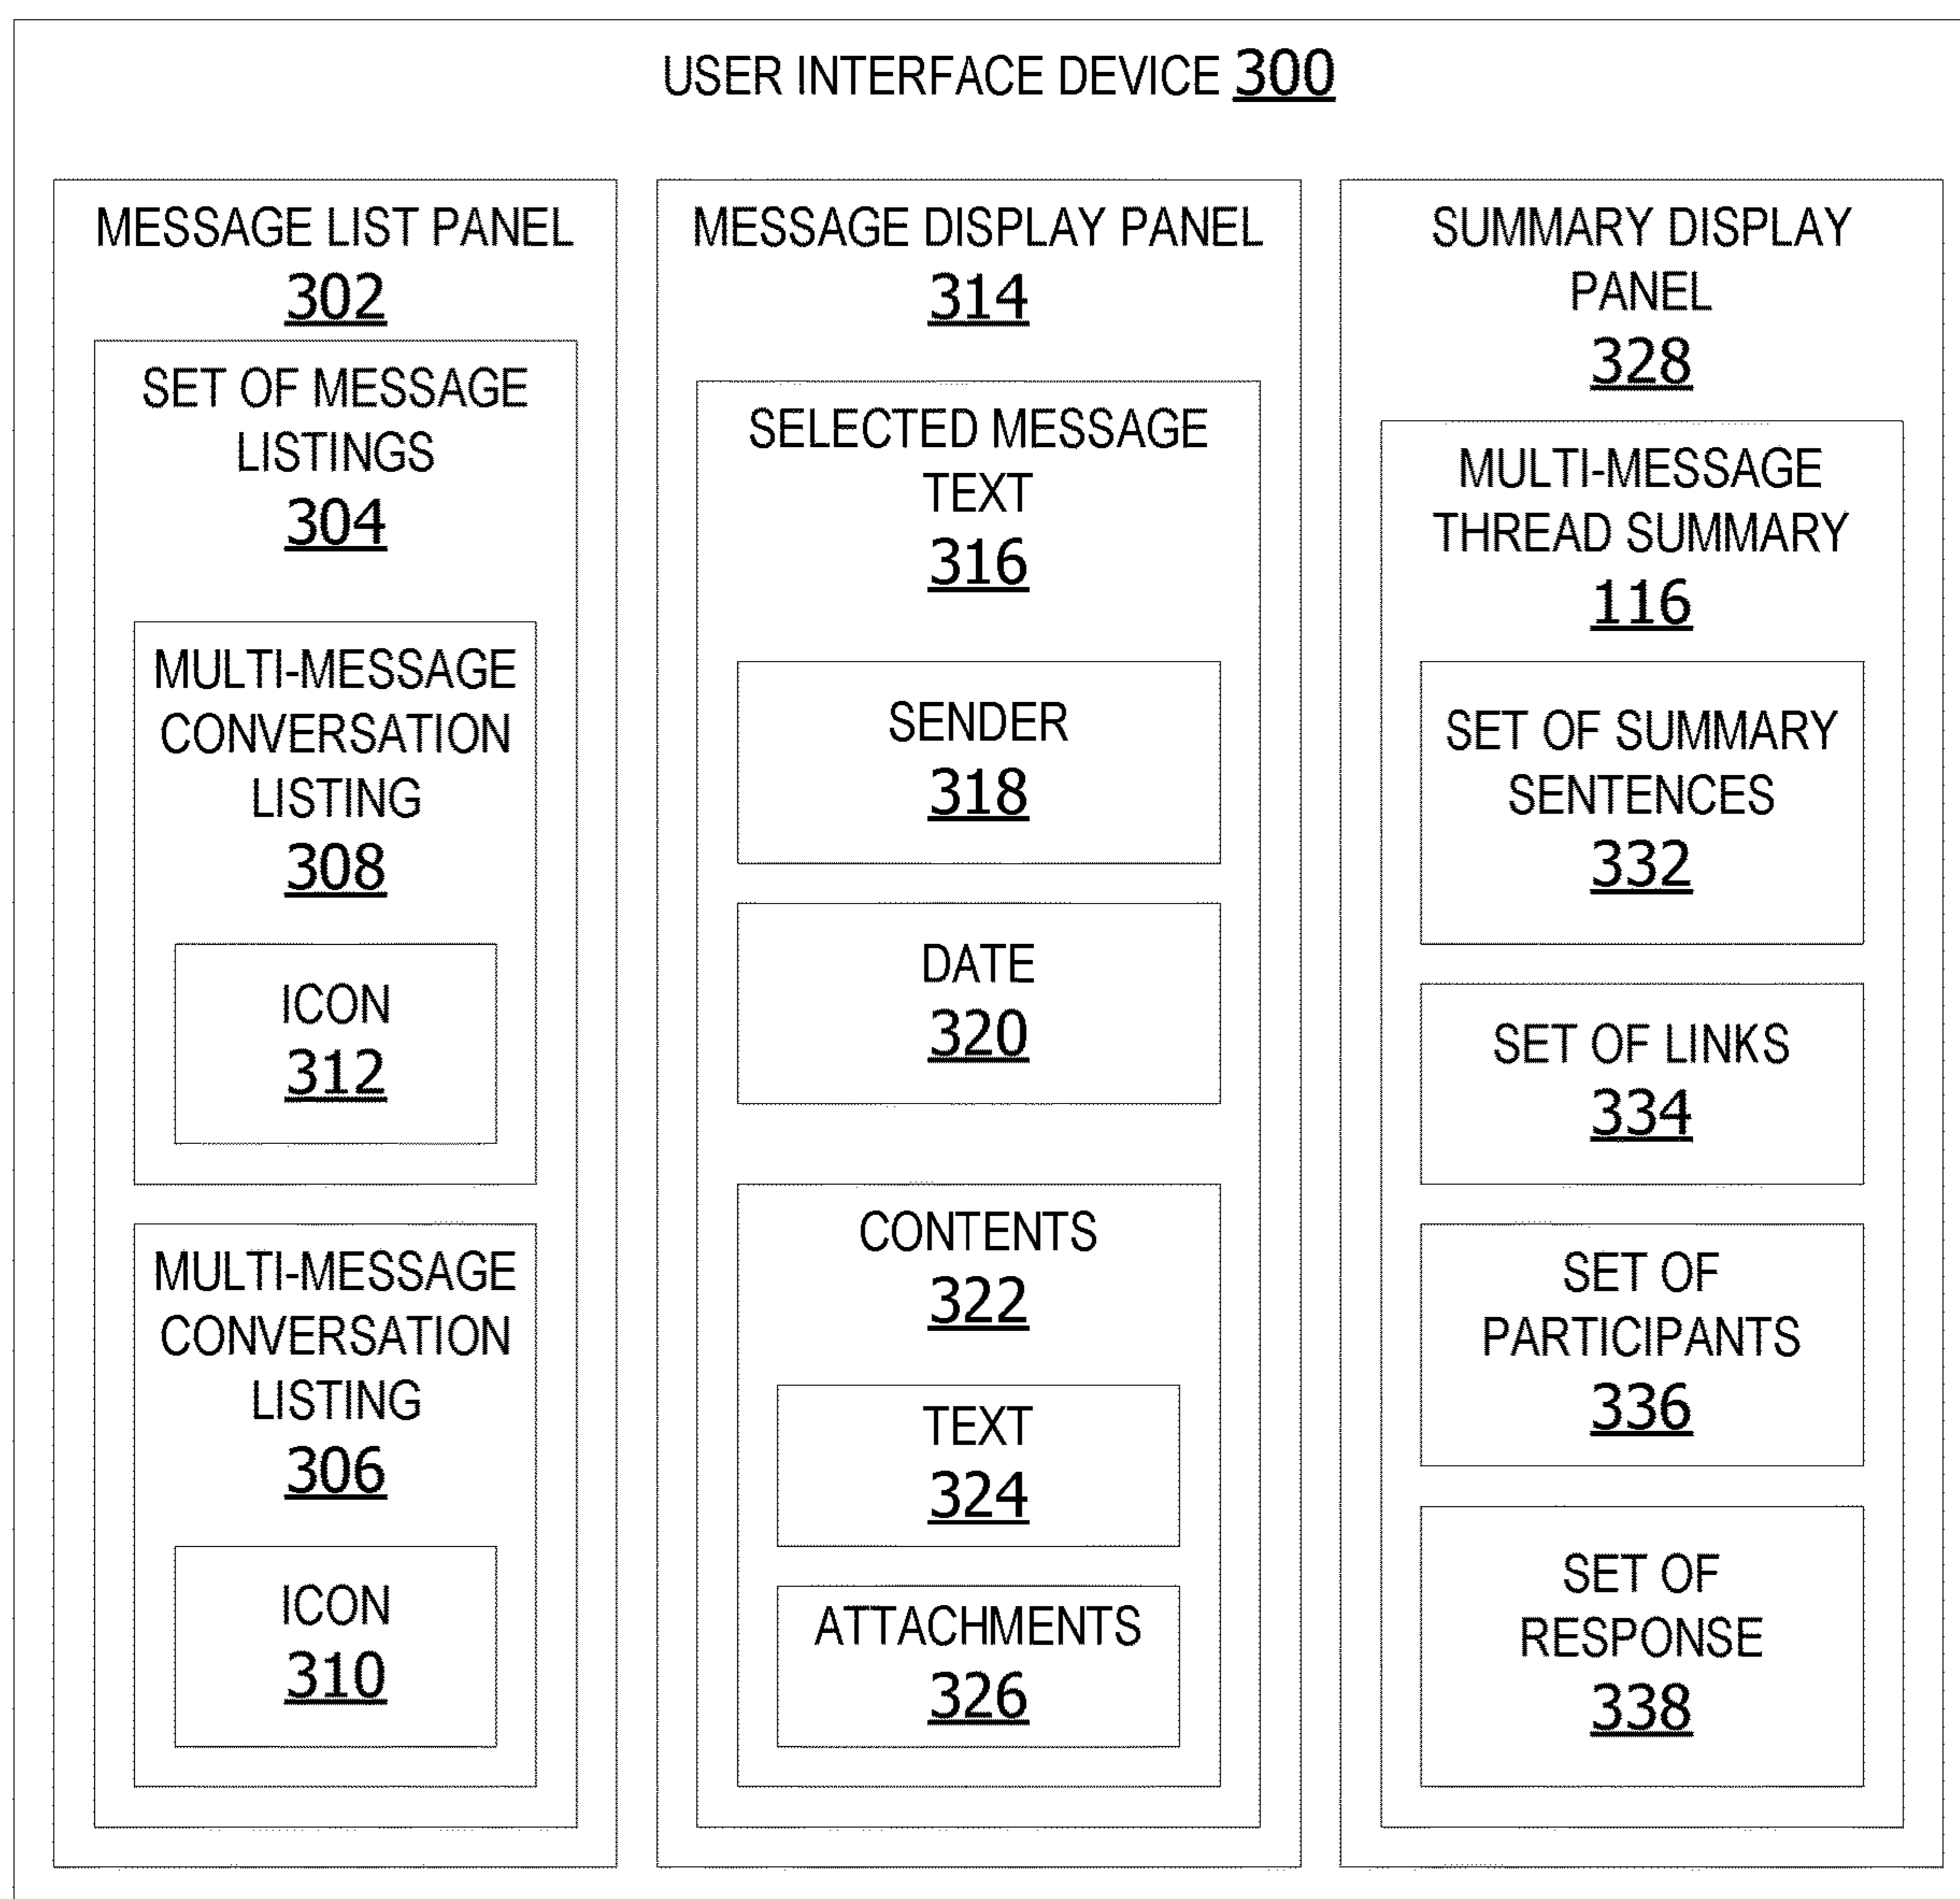 USER INTERFACE DEVICE 300
MESSAGE LIST PANEL
302
SET OF MESSAGE
LISTINGS
304
MULTI-MESSAGE
CONVERSATION
LISTING
308
ICON
312
MULTI-MESSAGE
CONVERSATION
LISTING
306
ICON
310
MESSAGE DISPLAY PANEL
314
SELECTED MESSAGE
TEXT
316
SENDER
318
DATE
320
CONTENTS
322
TEXT
324
ATTACHMENTS
326
SUMMARY DISPLAY
PANEL
328
MULTI-MESSAGE
THREAD SUMMARY
116
SET OF SUMMARY
SENTENCES
332
SET OF LINKS
334
SET OF
PARTICIPANTS
336
SET OF
RESPONSE
338